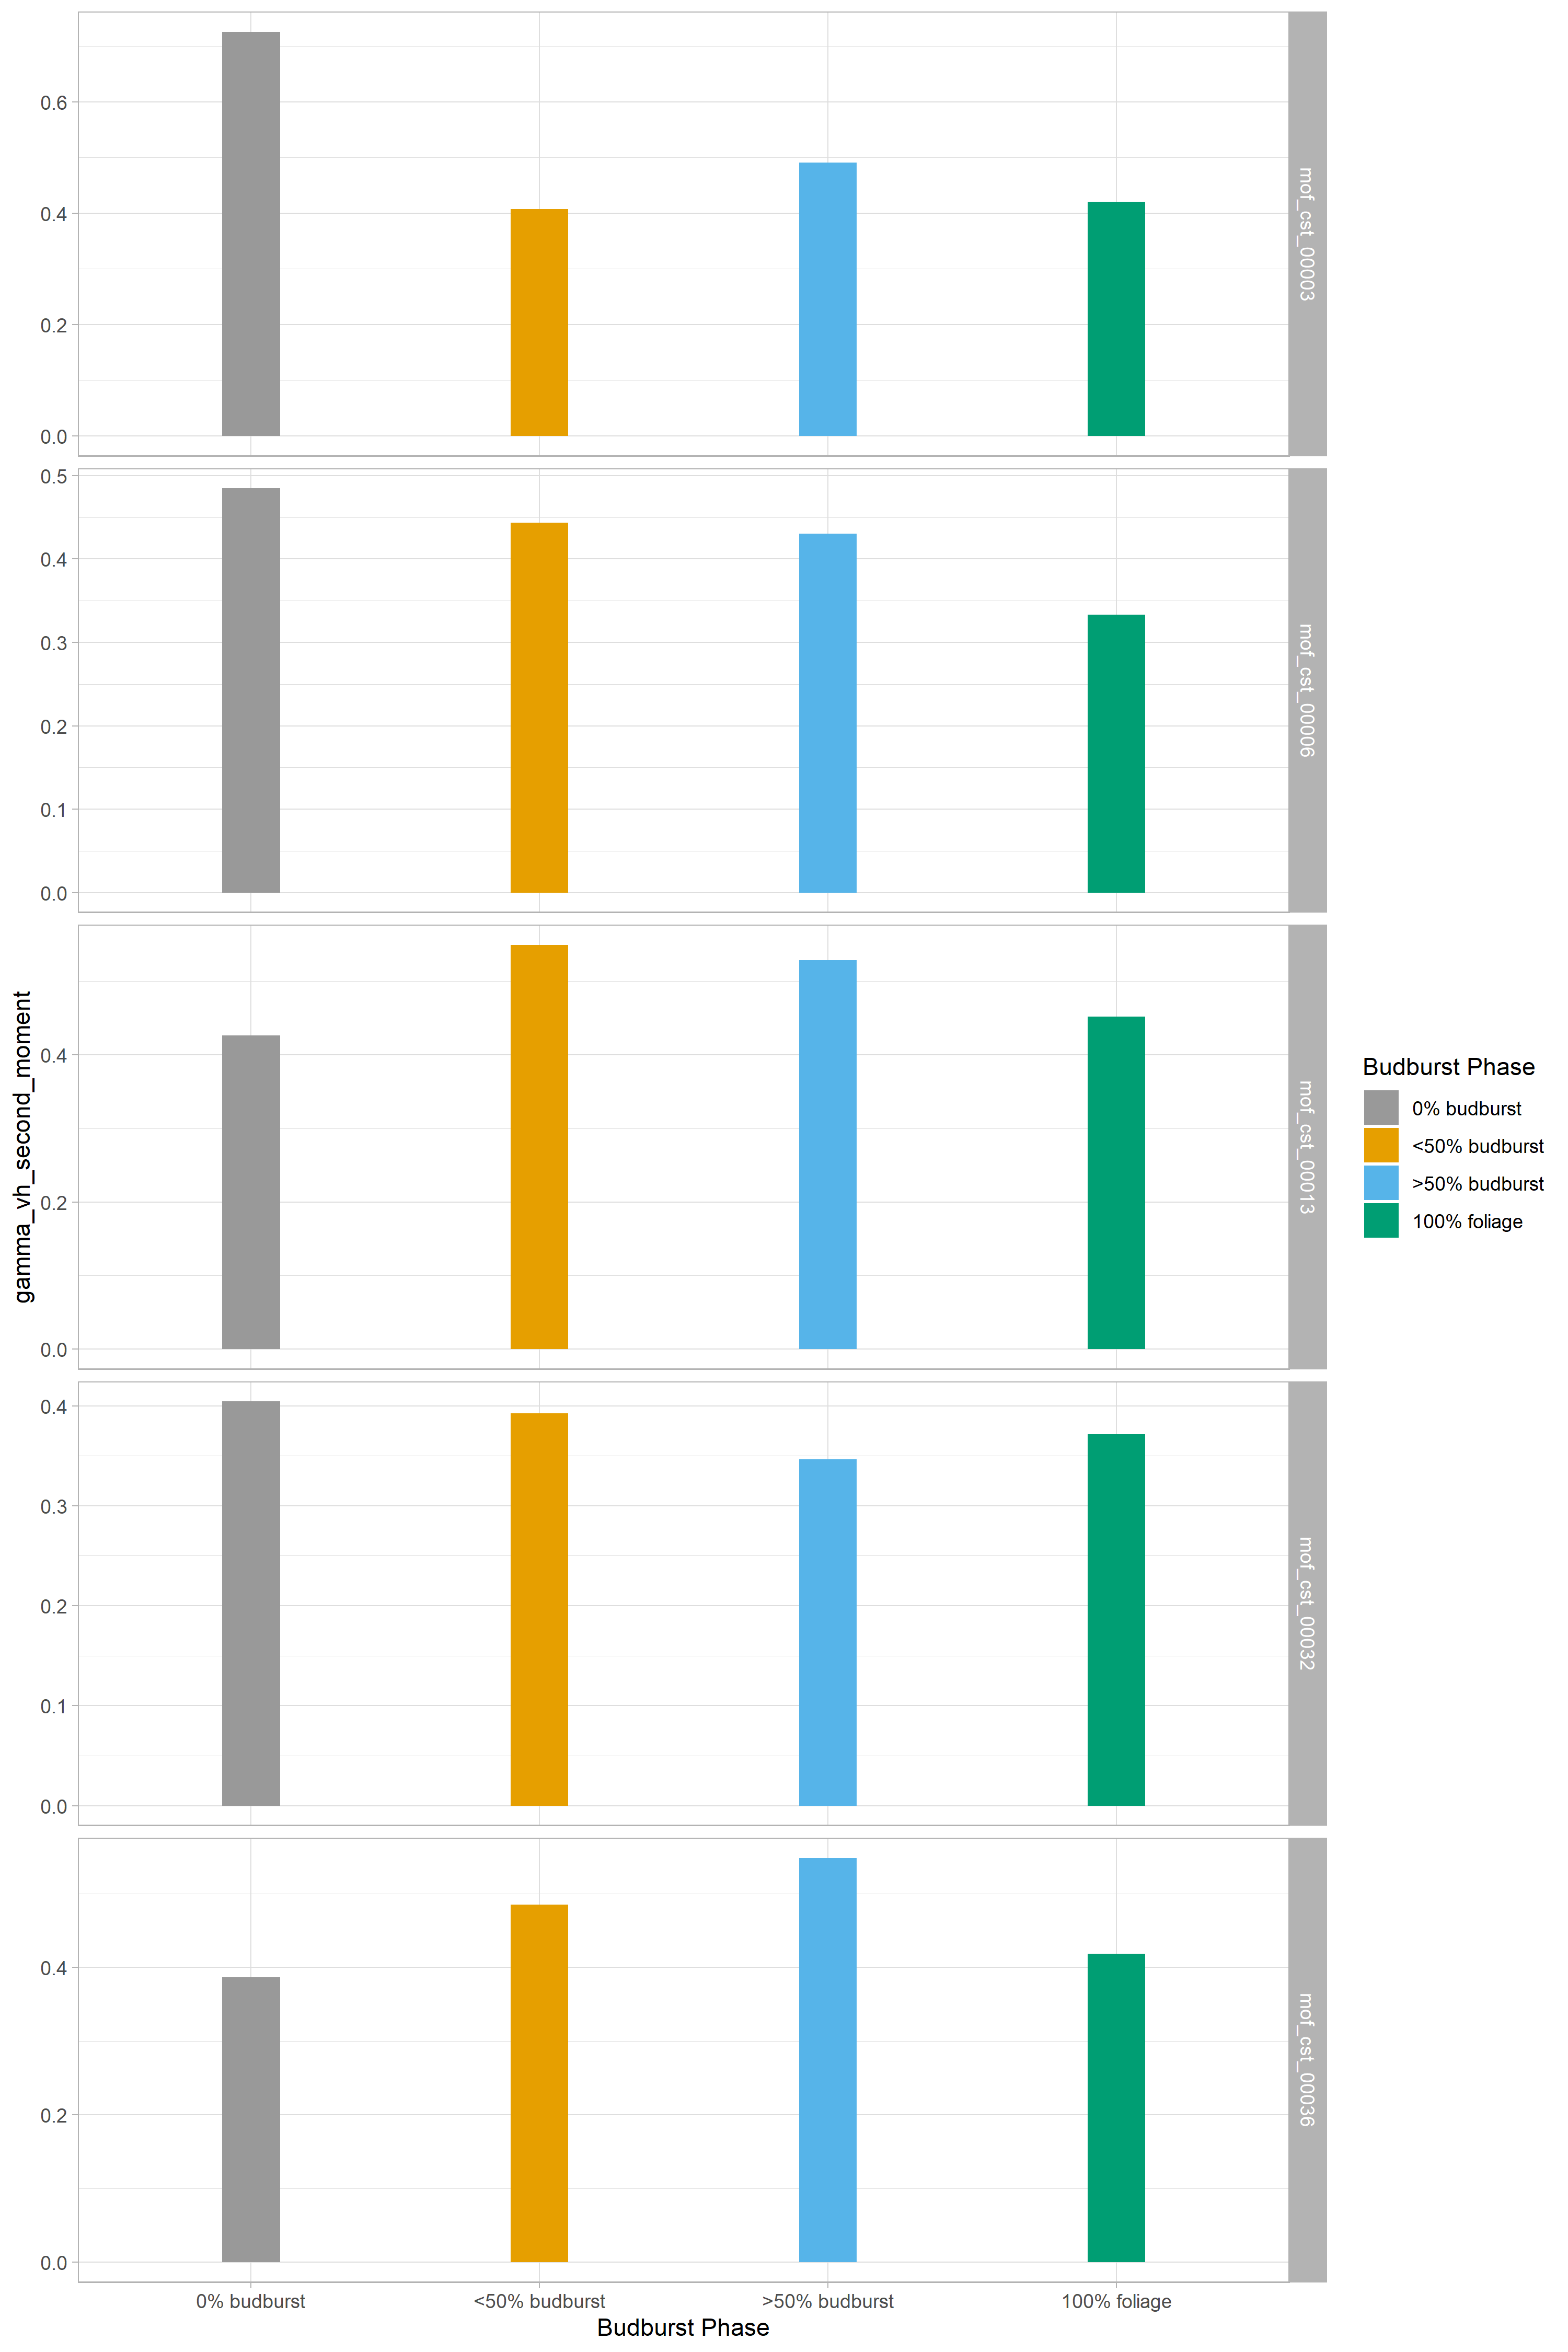 0.6
0.4
0.2
0.0
mof_cst_00003
0.5
0.4
0.3
0.2
0.1
0.0
mof_cst_00006
gamma_vh_second_moment
0.4
0.2
0.0
mof_cst_00013
0.4
0.3
0.2
0.1
0.0
mof_cst_00032
0.4
0.2
0.0
mof_cst_00036
0% budburst
<50% budburst
>50% budburst
100% foliage
Budburst Phase
Budburst Phase
0% budburst
<50% budburst
>50% budburst
100% foliage